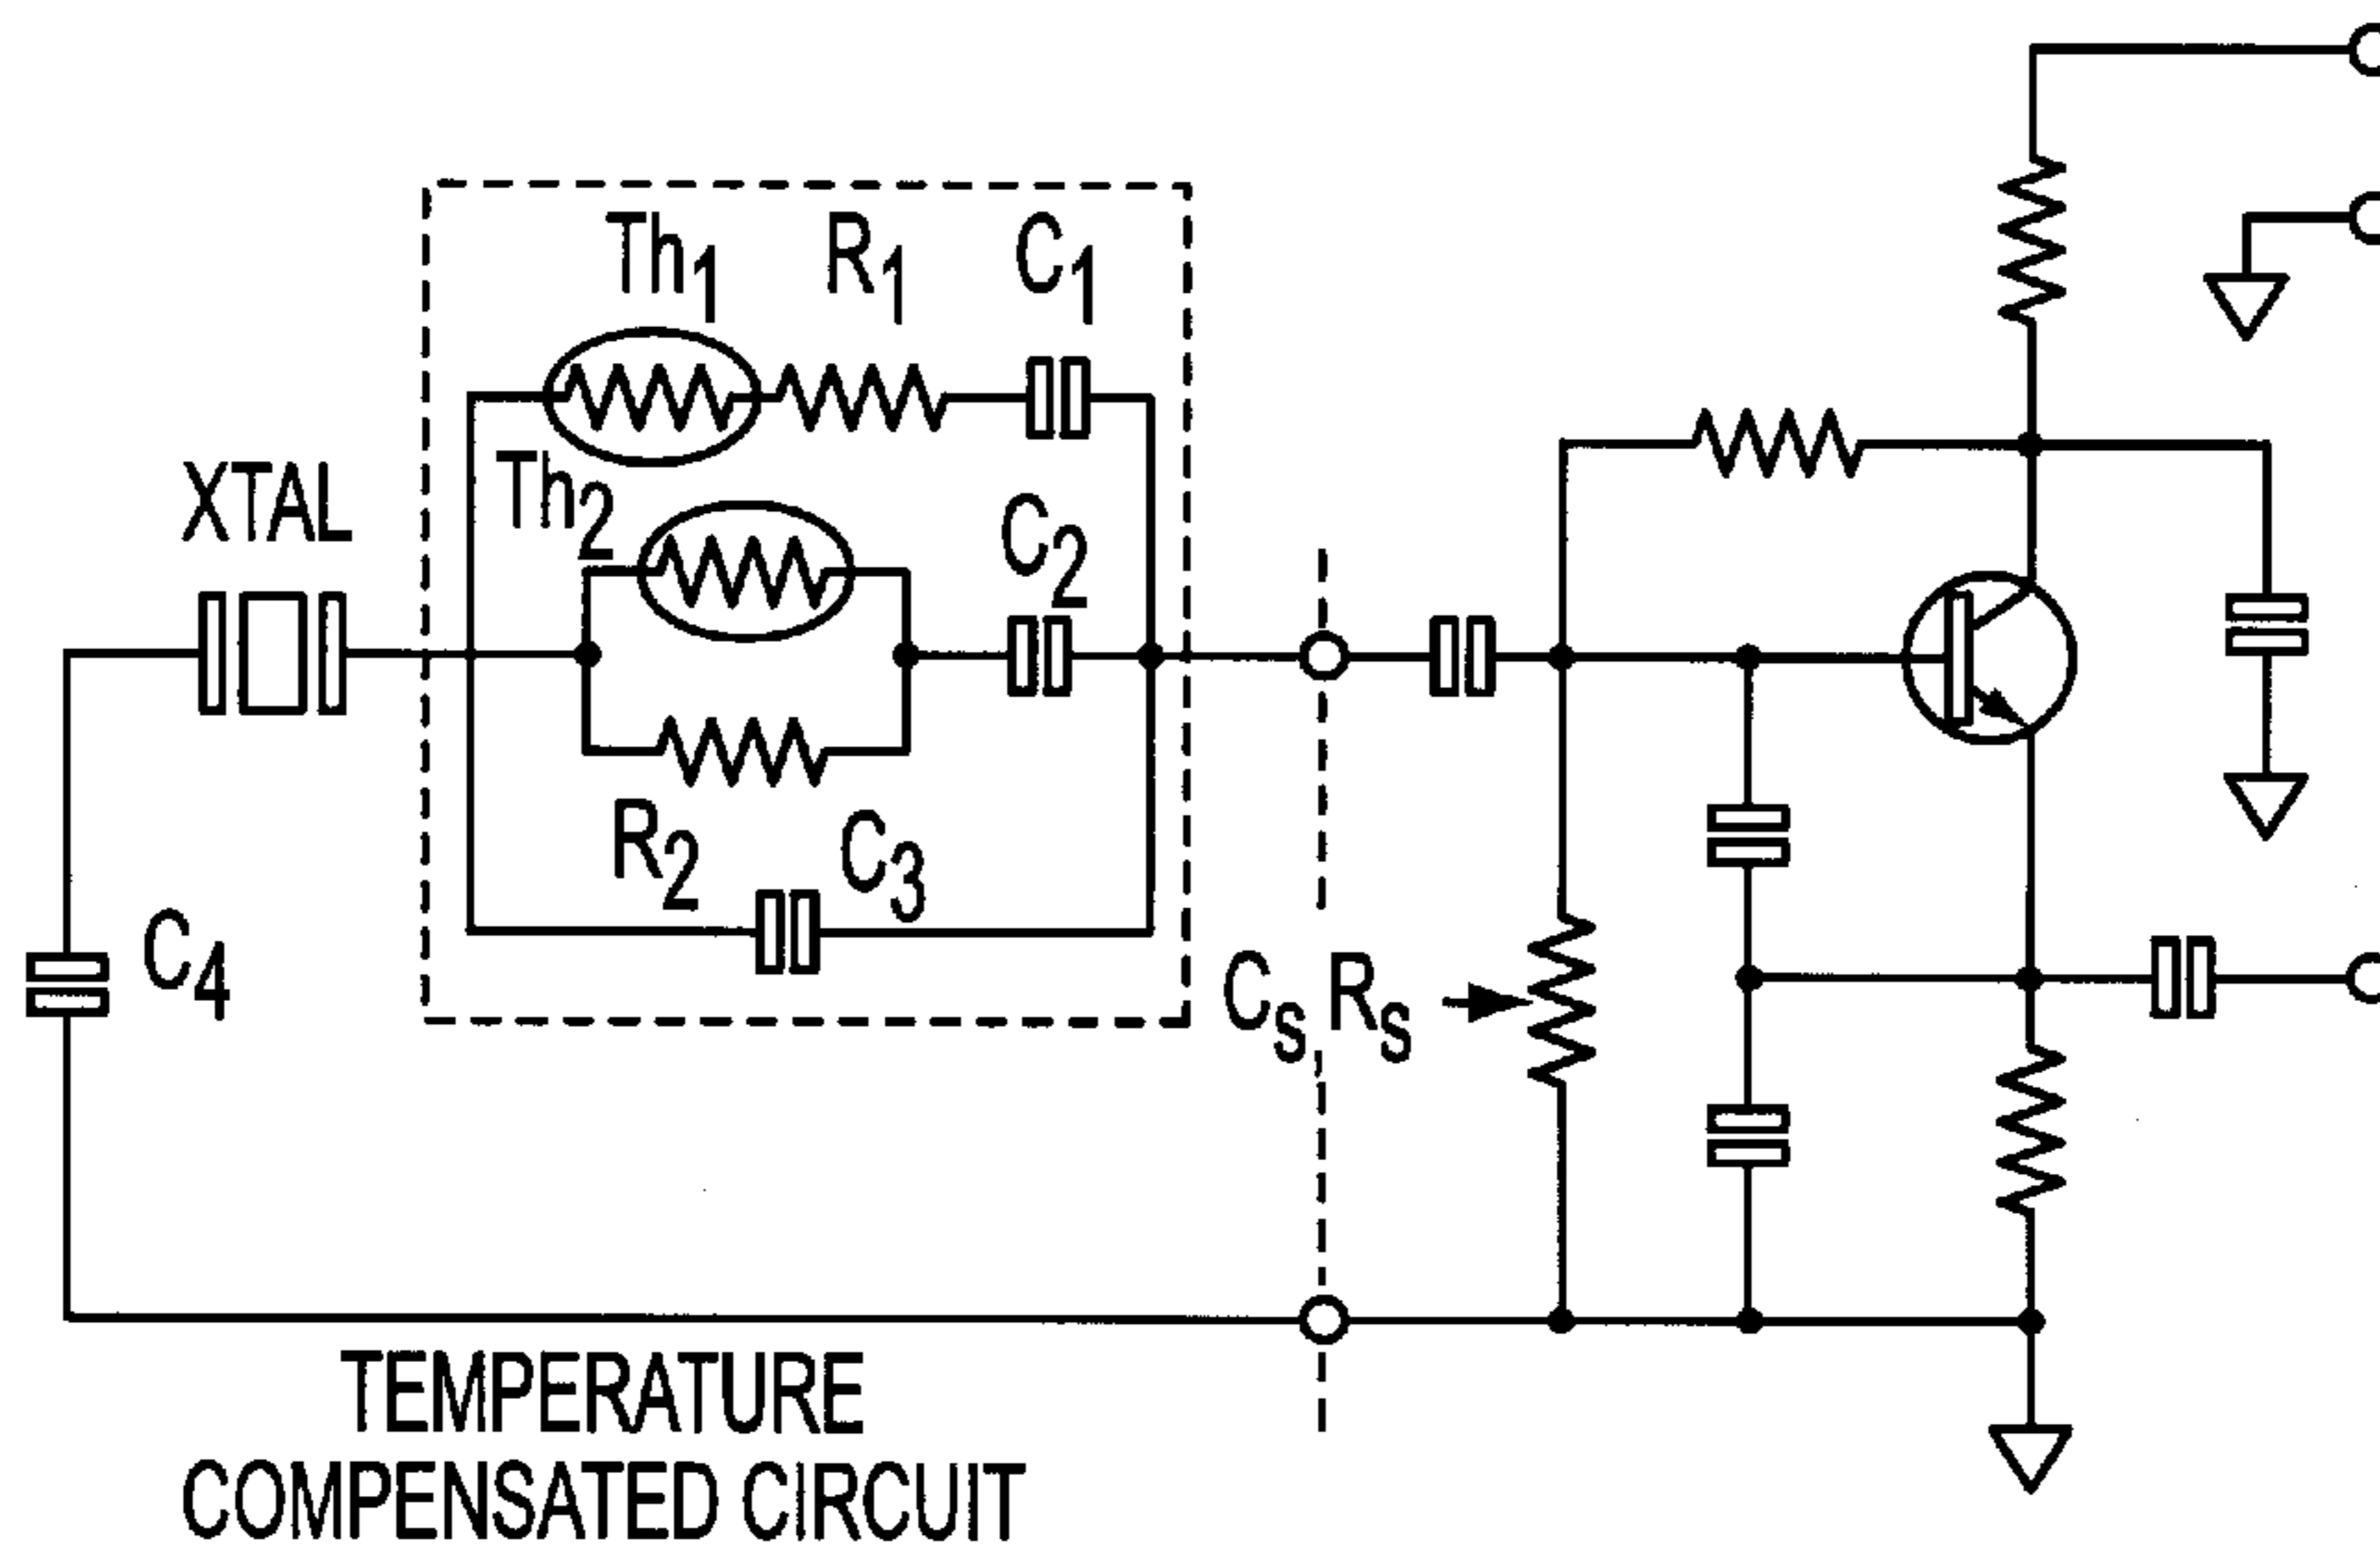 Th1 R1 C1
XTAL
Th2
C2
R2
C3
C4
Cs Rs
TEMPERATURE
COMPENSATED CIRCUIT